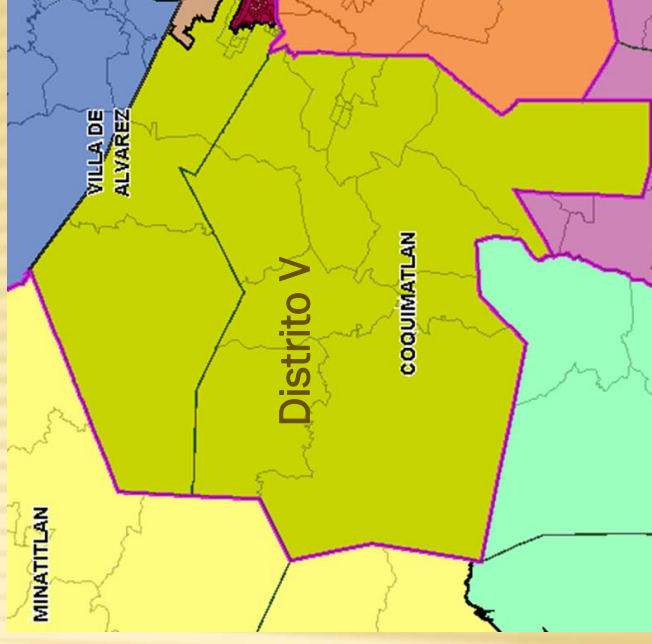 VILLA DE
ALVAREZ
Distrito V
COQUIMATLAN
MINATITLAN